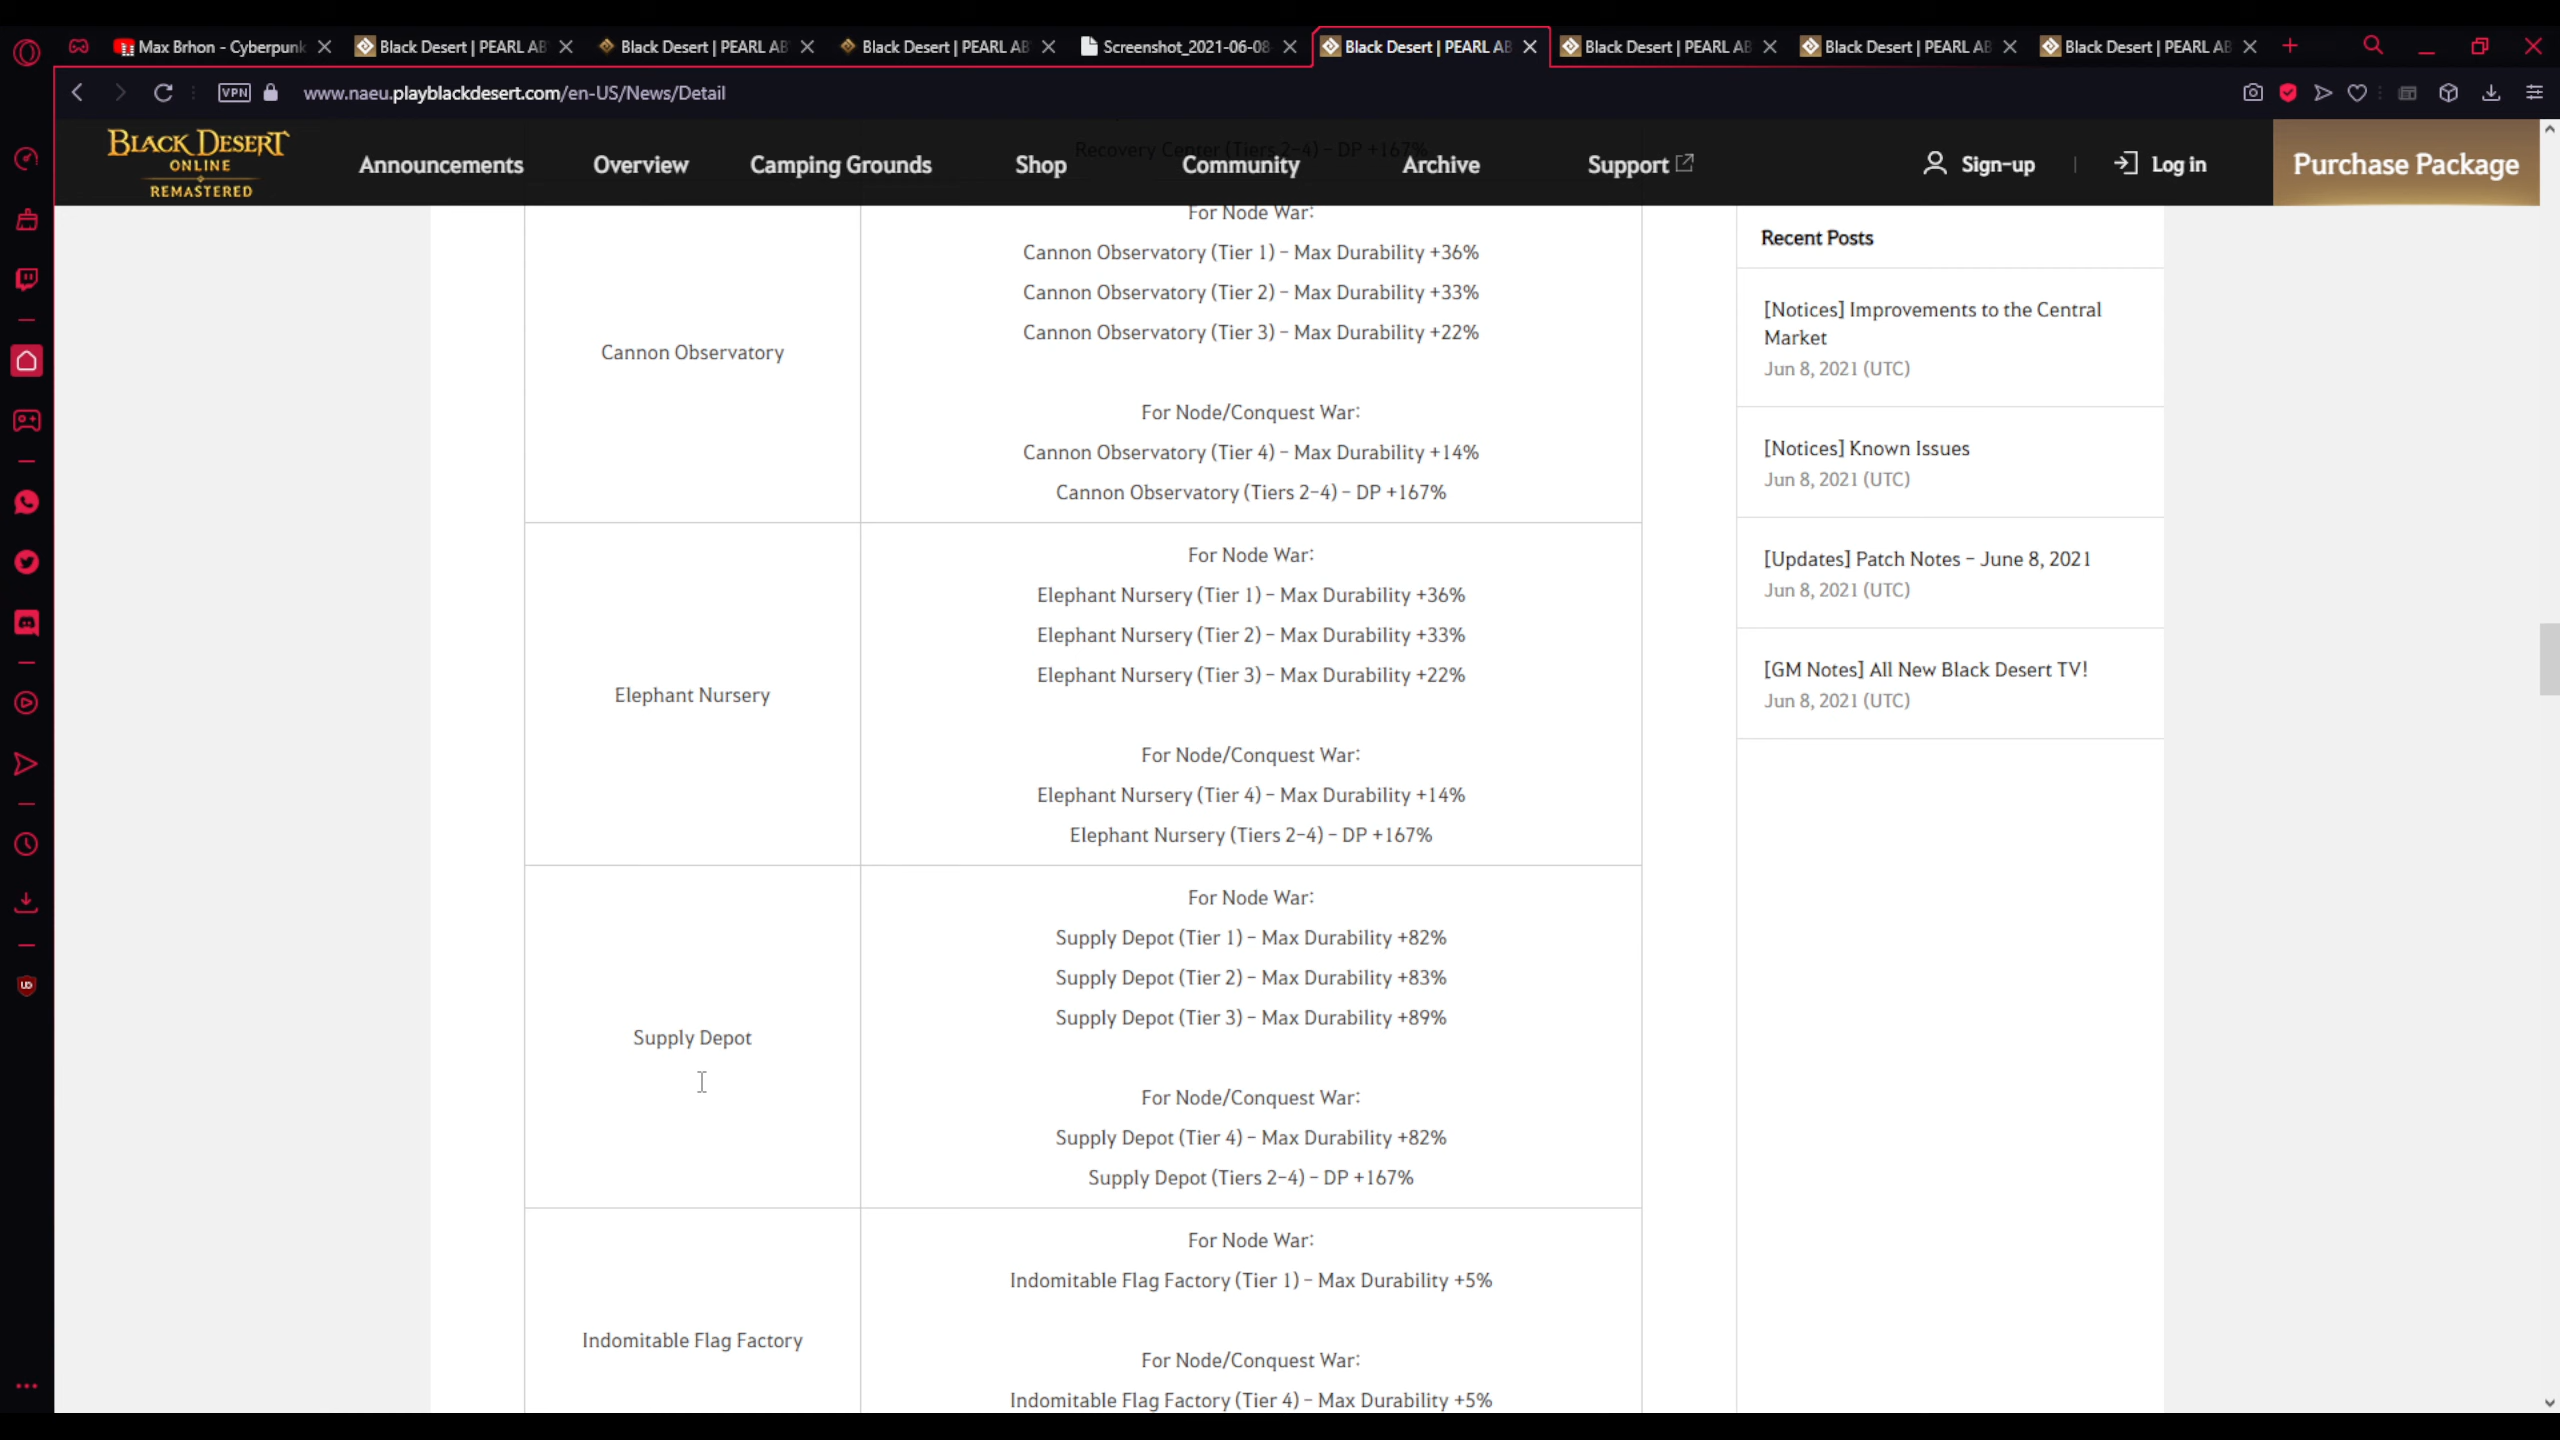 Max Brhon - Cyberpunk
Black Desert | PEARL AB
Black Desert | PEARL AB
Black Desert | PEARL AB
Screenshot_2021-06-08
Black Desert | PEARL AB
Black Desert | PEARL AB
Black Desert | PEARL AB
Black Desert | PEARL AB
VPN
www.naeu.playblackdesert.com/en-US/News/Detail
BLACK DESERT
ONLINE
REMASTERED
Announcements
Overview
Camping Grounds
Shop
Community
Archive
Support
Sign-up
Log in
Purchase Package
Recovery Center (Tiers 2-4) - DP +167%
For Node War:
Cannon Observatory (Tier 1) - Max Durability +36%
Cannon Observatory (Tier 2) - Max Durability +33%
Cannon Observatory (Tier 3) - Max Durability +22%
Cannon Observatory
For Node/Conquest War:
Cannon Observatory (Tier 4) - Max Durability +14%
Cannon Observatory (Tiers 2-4) - DP +167%
For Node War:
Elephant Nursery (Tier 1) - Max Durability +36%
Elephant Nursery (Tier 2) - Max Durability +33%
Elephant Nursery (Tier 3) - Max Durability +22%
Elephant Nursery
For Node/Conquest War:
Elephant Nursery (Tier 4) - Max Durability +14%
Elephant Nursery (Tiers 2-4) - DP +167%
For Node War:
Supply Depot (Tier 1) - Max Durability +82%
Supply Depot (Tier 2) - Max Durability +83%
Supply Depot (Tier 3) - Max Durability +89%
Supply Depot
For Node/Conquest War:
Supply Depot (Tier 4) - Max Durability +82%
Supply Depot (Tiers 2-4) - DP +167%
For Node War:
Indomitable Flag Factory (Tier 1) - Max Durability +5%
Indomitable Flag Factory
For Node/Conquest War:
Indomitable Flag Factory (Tier 4) - Max Durability +5%
Recent Posts
[Notices] Improvements to the Central
Market
Jun 8, 2021 (UTC)
[Notices] Known Issues
Jun 8, 2021 (UTC)
[Updates] Patch Notes - June 8, 2021
Jun 8, 2021 (UTC)
[GM Notes] All New Black Desert TV!
Jun 8, 2021 (UTC)